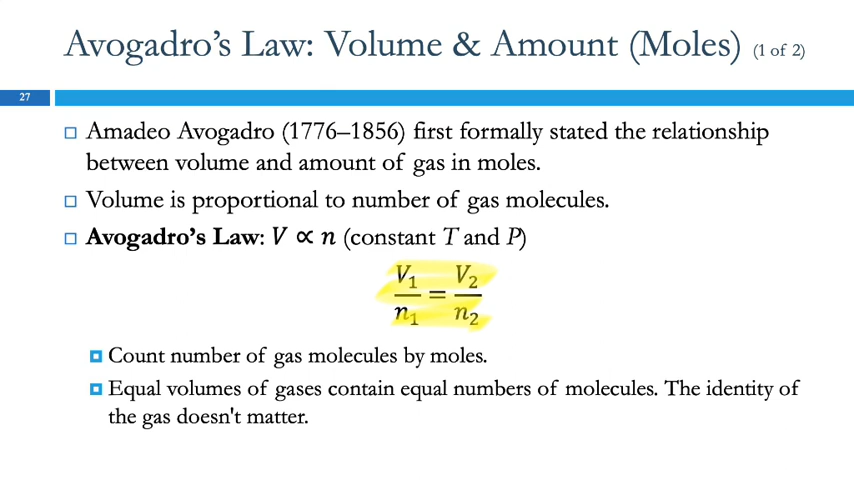 Avogadro’s Law: Volume & Amount (Moles) (1 of 2)
27
Amadeo Avogadro (1776–1856) first formally stated the relationship
between volume and amount of gas in moles.
Volume is proportional to number of gas molecules.
Avogadro’s Law: V ∝ n (constant T and P)
V₁/n₁ = V₂/n₂
Count number of gas molecules by moles.
Equal volumes of gases contain equal numbers of molecules. The identity of
the gas doesn't matter.